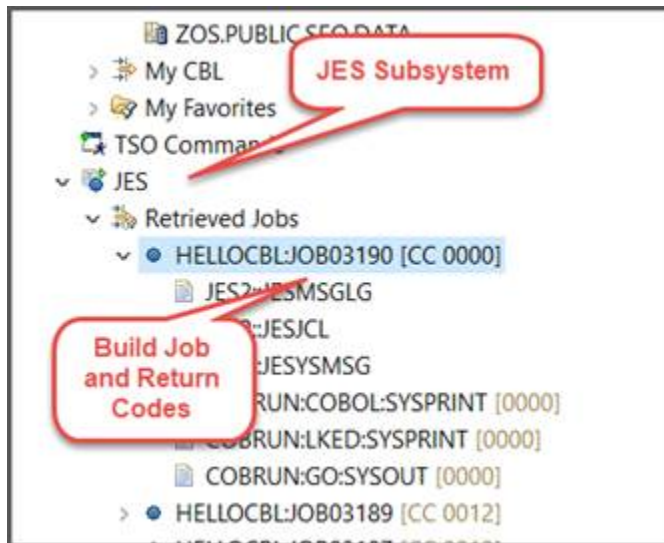 ZOS.PUBLIC.SEQ.DATA
JES Subsystem
My CBL
My Favorites
TSO
JES
Retrieved Jobs
HELLOCBL:JOB03190 [CC 0000]
JES2::JESMSGLG
Build Job
and Return
Codes
:JESJCL
JESYSMSG
RUN:COBOL:SYSPRINT [0000]
COBRUN:LKED:SYSPRINT [0000]
COBRUN:GO:SYSOUT [0000]
HELLOCBL:JOB03189 [CC 0012]